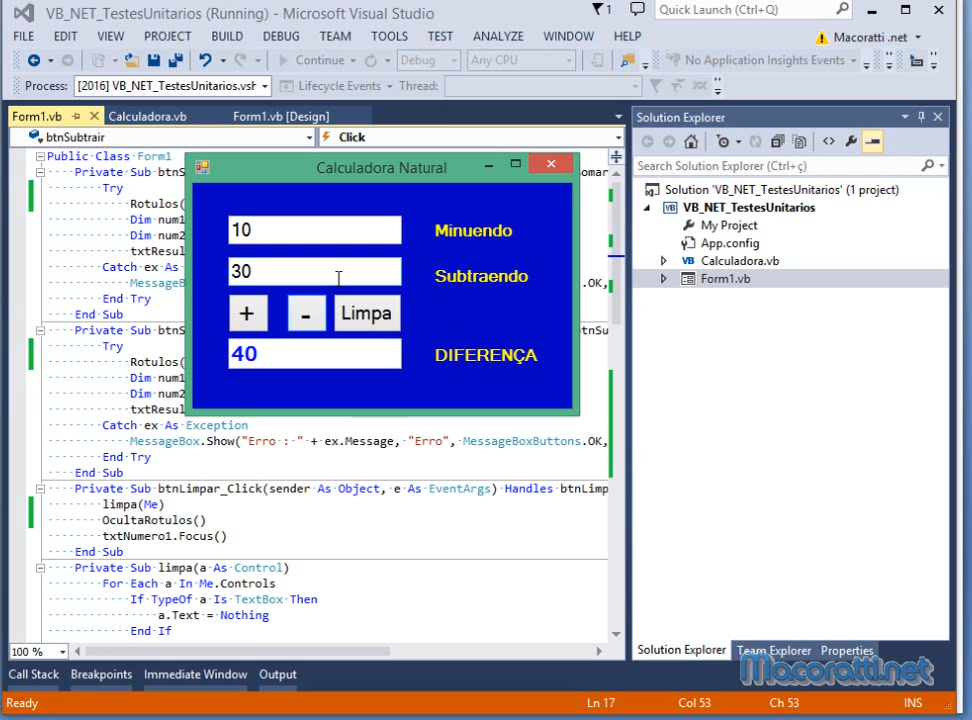 VB_NET_TestesUnitarios (Running) - Microsoft Visual Studio
1
Quick Launch (Ctrl+Q)
FILE EDIT VIEW PROJECT BUILD DEBUG TEAM TOOLS TEST ANALYZE WINDOW HELP
Macoratti .net
Continue Debug Any CPU No Application Insights Events
Process: [2016] VB_NET_TestesUnitarios.vsh Lifecycle Events Thread:
Form1.vb Calculadora.vb Form1.vb [Design]
btnSubtrair Click
Public Class Form1
Private Sub btnS
Try
Rotulos(
Dim num1
Dim num2
txtResul
Catch ex As
MessageB .OK,
End Try
End Sub
Private Sub btnS
Try
Rotulos(
Dim num1
Dim num2
txtResul
Catch ex As Exception
MessageBox.Show("Erro : " + ex.Message, "Erro", MessageBoxButtons.OK,
End Try
End Sub
Private Sub btnLimpar_Click(sender As Object, e As EventArgs) Handles btnLimp
limpa(Me)
OcultaRotulos()
txtNumero1.Focus()
End Sub
Private Sub limpa(a As Control)
For Each a In Me.Controls
If TypeOf a Is TextBox Then
a.Text = Nothing
End If
100 %
Calculadora Natural
10 Minuendo
30 Subtraendo
+ - Limpa
40 DIFERENÇA
Solution Explorer
Search Solution Explorer (Ctrl+ç)
Solution 'VB_NET_TestesUnitarios' (1 project)
VB_NET_TestesUnitarios
My Project
App.config
Calculadora.vb
Form1.vb
Solution Explorer Team Explorer Properties
Macoratti.net
Call Stack Breakpoints Immediate Window Output
Ready Ln 17 Col 53 Ch 53 INS